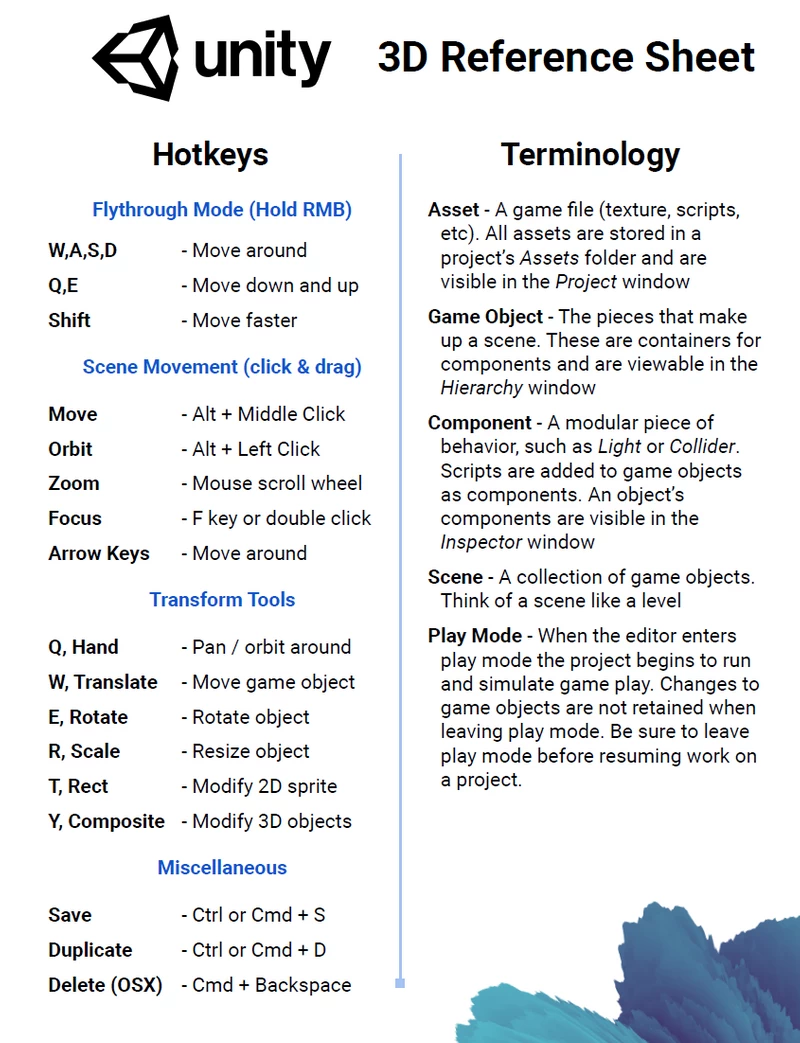 unity 3D Reference Sheet
Hotkeys
Flythrough Mode (Hold RMB)
W,A,S,D - Move around
Q,E - Move down and up
Shift - Move faster
Scene Movement (click & drag)
Move - Alt + Middle Click
Orbit - Alt + Left Click
Zoom - Mouse scroll wheel
Focus - F key or double click
Arrow Keys - Move around
Transform Tools
Q, Hand - Pan / orbit around
W, Translate - Move game object
E, Rotate - Rotate object
R, Scale - Resize object
T, Rect - Modify 2D sprite
Y, Composite - Modify 3D objects
Miscellaneous
Save - Ctrl or Cmd + S
Duplicate - Ctrl or Cmd + D
Delete (OSX) - Cmd + Backspace
Terminology
Asset - A game file (texture, scripts,
etc). All assets are stored in a
project’s Assets folder and are
visible in the Project window
Game Object - The pieces that make
up a scene. These are containers for
components and are viewable in the
Hierarchy window
Component - A modular piece of
behavior, such as Light or Collider.
Scripts are added to game objects
as components. An object’s
components are visible in the
Inspector window
Scene - A collection of game objects.
Think of a scene like a level
Play Mode - When the editor enters
play mode the project begins to run
and simulate game play. Changes to
game objects are not retained when
leaving play mode. Be sure to leave
play mode before resuming work on
a project.